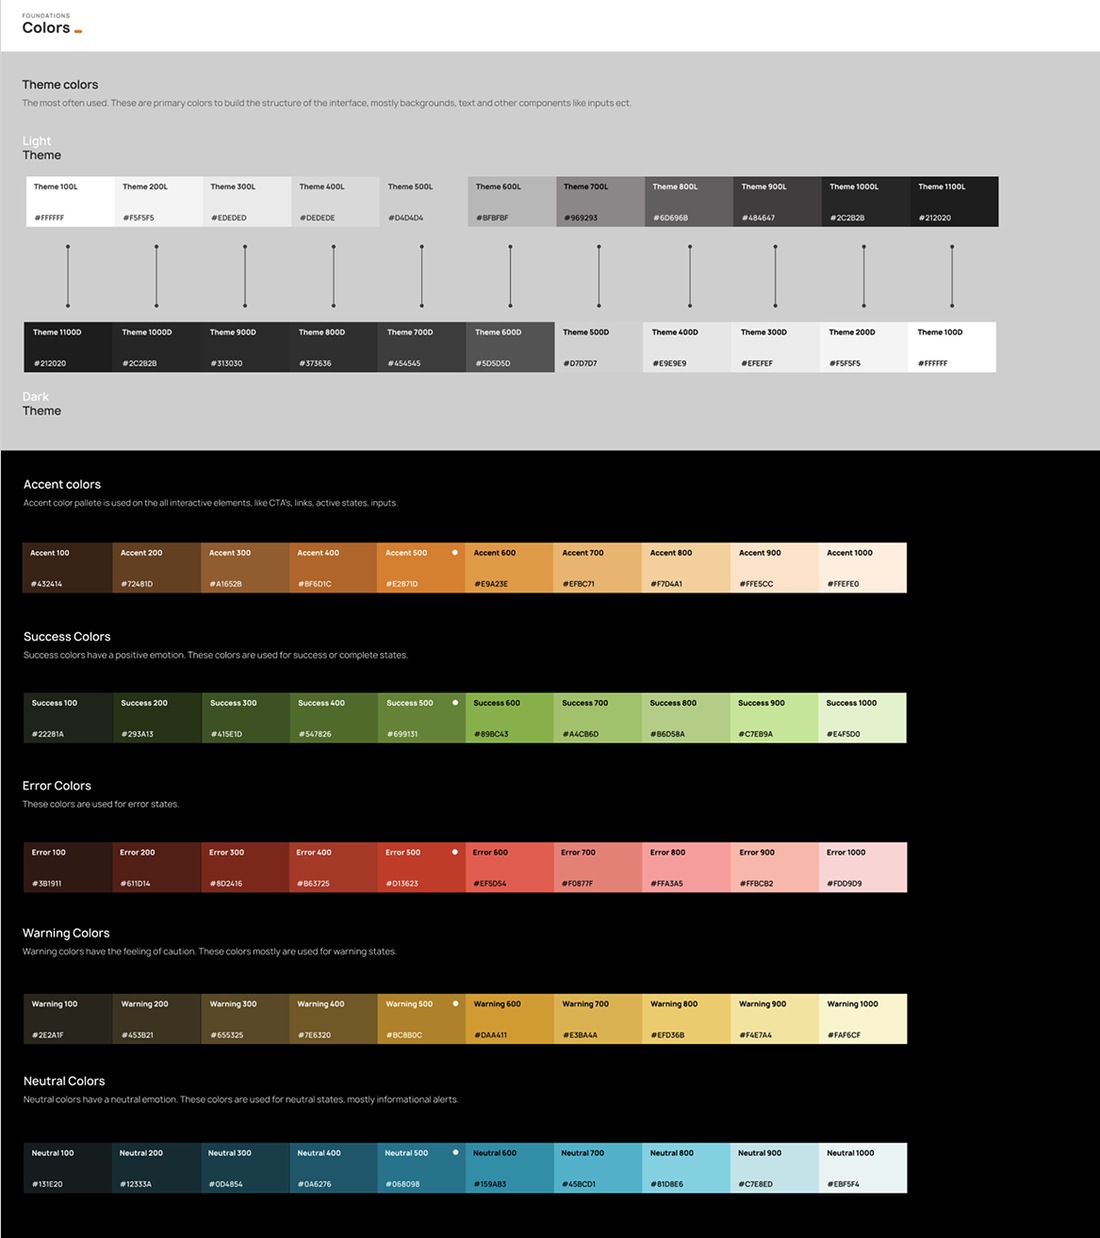 FOUNDATIONS
Colors
Theme colors
The most often used. These are primary colors to build the structure of the interface, mostly backgrounds, text and other components like inputs ect.
Light
Theme
Theme 100L Theme 200L Theme 300L Theme 400L Theme 500L Theme 600L Theme 700L Theme 800L Theme 900L Theme 1000L Theme 1100L
#FFFFFF #F5F5F5 #EDEDED #DEDEDE #D4D4D4 #BFBFBF #969293 #6D696B #484647 #2C2B2B #212020
Theme 1100D Theme 1000D Theme 900D Theme 800D Theme 700D Theme 600D Theme 500D Theme 400D Theme 300D Theme 200D Theme 100D
#212020 #2C2B2B #313030 #373636 #454545 #5D5D5D #D7D7D7 #E9E9E9 #EFEFEF #F5F5F5 #FFFFFF
Dark
Theme
Accent colors
Accent color pallete is used on the all interactive elements, like CTA's, links, active states, inputs.
Accent 100 Accent 200 Accent 300 Accent 400 Accent 500 Accent 600 Accent 700 Accent 800 Accent 900 Accent 1000
#432414 #72481D #A1652B #BF6D1C #E2871D #E9A23E #EFBC71 #F7D4A1 #FFE5CC #FFEFE0
Success Colors
Success colors have a positive emotion. These colors are used for success or complete states.
Success 100 Success 200 Success 300 Success 400 Success 500 Success 600 Success 700 Success 800 Success 900 Success 1000
#22281A #293A13 #415E1D #547826 #699131 #89BC43 #A4CB6D #B6D58A #C7EB9A #E4F5D0
Error Colors
These colors are used for error states.
Error 100 Error 200 Error 300 Error 400 Error 500 Error 600 Error 700 Error 800 Error 900 Error 1000
#3B1911 #611D14 #8D2416 #B63725 #D13623 #EF5D54 #F0877F #FFA3A5 #FFBCB2 #FDD9D9
Warning Colors
Warning colors have the feeling of caution. These colors mostly are used for warning states.
Warning 100 Warning 200 Warning 300 Warning 400 Warning 500 Warning 600 Warning 700 Warning 800 Warning 900 Warning 1000
#2E2A1F #453B21 #655325 #7E6320 #BC8B0C #DAA411 #E3BA4A #EFD36B #F4E7A4 #FAF6CF
Neutral Colors
Neutral colors have a neutral emotion. These colors are used for neutral states, mostly informational alerts.
Neutral 100 Neutral 200 Neutral 300 Neutral 400 Neutral 500 Neutral 600 Neutral 700 Neutral 800 Neutral 900 Neutral 1000
#131E20 #12333A #0D4854 #0A6276 #068098 #159AB3 #45BCD1 #81D8E6 #C7E8ED #EBF5F4